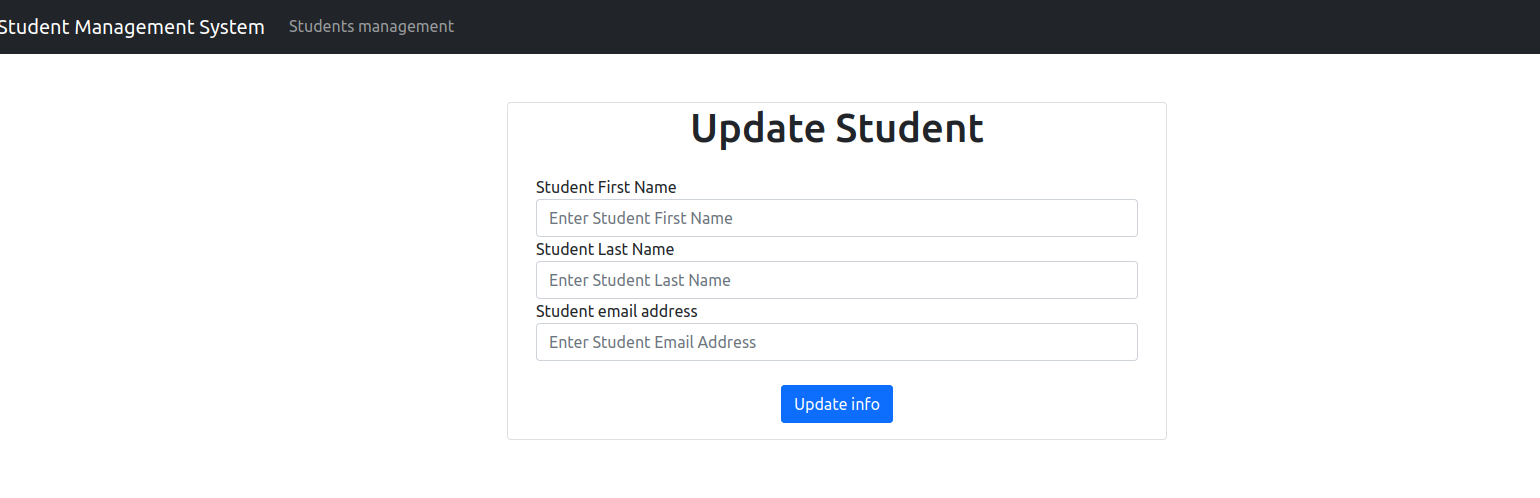 Student Management System Students management
Update Student
Student First Name
Enter Student First Name
Student Last Name
Enter Student Last Name
Student email address
Enter Student Email Address
Update info